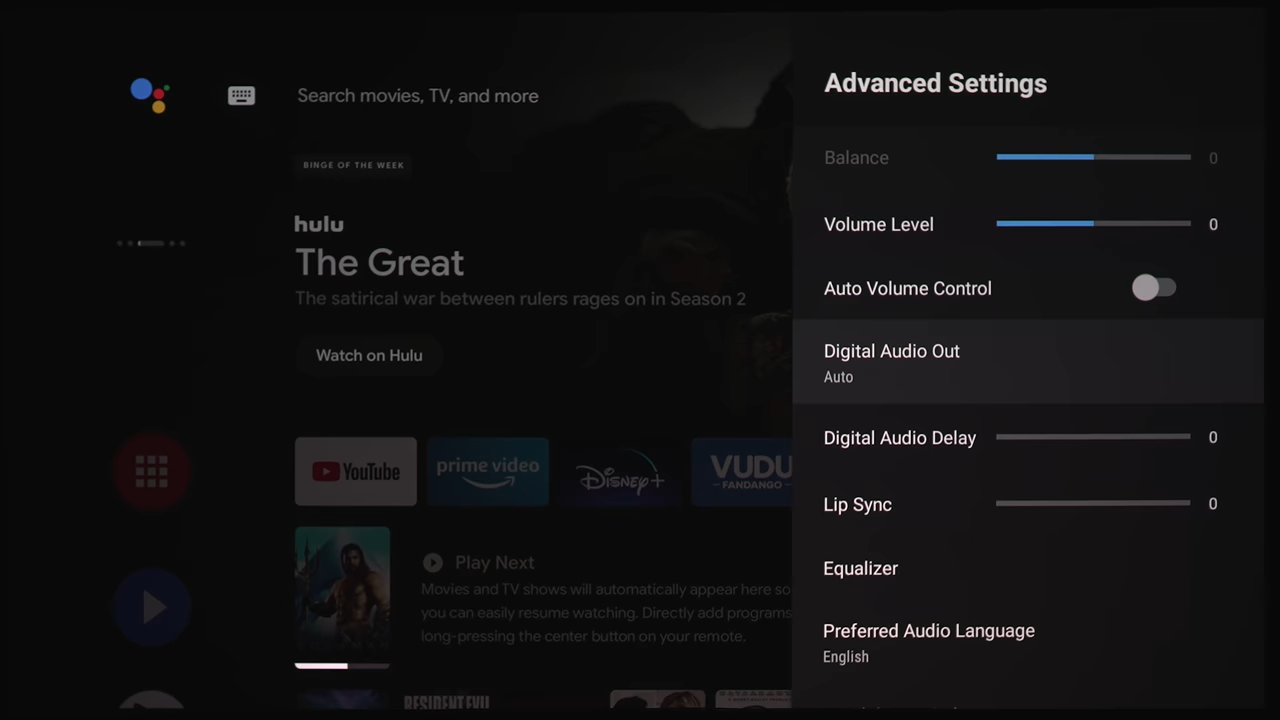 Search movies, TV, and more
BINGE OF THE WEEK
hulu
The Great
The satirical war between rulers rages on in Season 2
Watch on Hulu
YouTube
prime video
Disney+
VUDU
FANDANGO
Play Next
Movies and TV shows will automatically appear here so
you can easily resume watching. Directly add programs
long-pressing the center button on your remote.
RESIDENT EVIL
Advanced Settings
Balance 0
Volume Level 0
Auto Volume Control
Digital Audio Out
Auto
Digital Audio Delay 0
Lip Sync 0
Equalizer
Preferred Audio Language
English